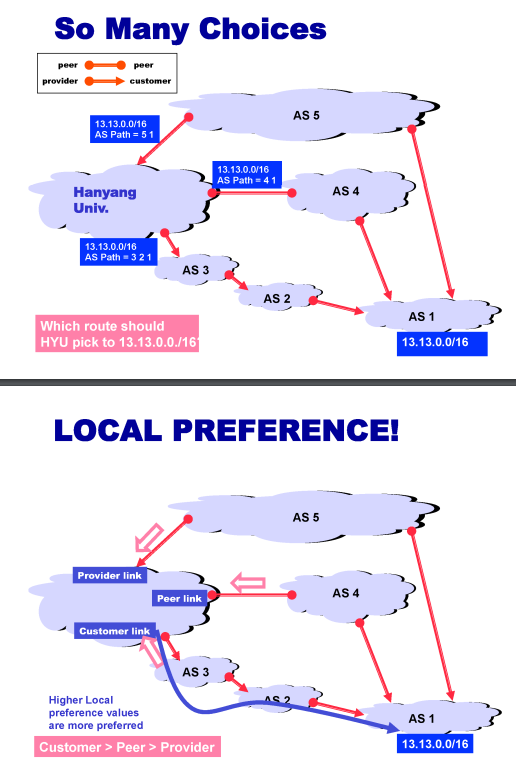 So Many Choices
peer peer
provider customer
AS 5
13.13.0.0/16
AS Path = 5 1
13.13.0.0/16
AS Path = 4 1
Hanyang
Univ.
AS 4
13.13.0.0/16
AS Path = 3 2 1
AS 3
AS 2
AS 1
Which route should
HYU pick to 13.13.0.0./16?
13.13.0.0/16
LOCAL PREFERENCE!
AS 5
Provider link
AS 4
Peer link
Customer link
AS 3
AS 2
Higher Local
preference values
are more preferred
AS 1
Customer > Peer > Provider
13.13.0.0/16